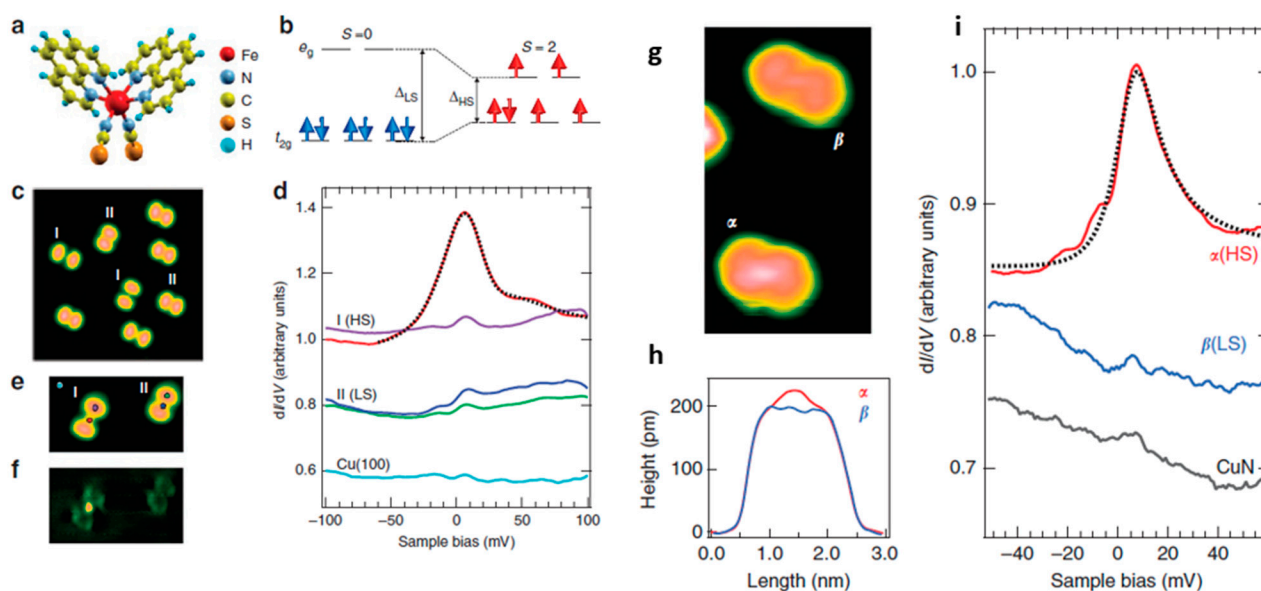 a
Fe
N
C
S
H
b
S=0
S=2
e_g
Δ_LS
Δ_HS
t_2g
c
I
II
I
II
d
1.4
1.2
1.0
0.8
0.6
dI/dV (arbitrary units)
I (HS)
II (LS)
Cu(100)
−100
−50
0
50
100
Sample bias (mV)
e
I
II
f
g
β
α
h
α
β
200
100
0
Height (pm)
0.0
1.0
2.0
3.0
Length (nm)
i
1.0
0.9
0.8
0.7
dI/dV (arbitrary units)
α(HS)
β(LS)
CuN
−40
−20
0
20
40
Sample bias (mV)